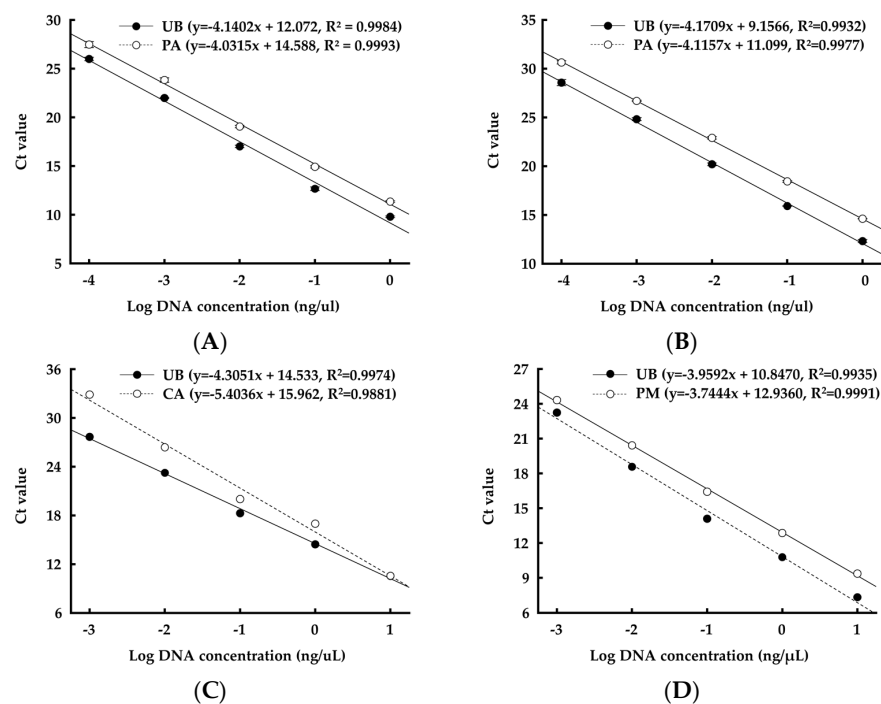 UB (y=-4.1402x + 12.072, R² = 0.9984)
PA (y=-4.0315x + 14.588, R² = 0.9993)
30
25
20
15
10
5
Ct value
-4 -3 -2 -1 0
Log DNA concentration (ng/ul)
(A)
UB (y=-4.1709x + 9.1566, R²=0.9932)
PA (y=-4.1157x + 11.099, R²=0.9977)
35
30
25
20
15
10
Ct value
-4 -3 -2 -1 0
Log DNA concentration (ng/ul)
(B)
UB (y=-4.3051x + 14.533, R²=0.9974)
CA (y=-5.4036x + 15.962, R²=0.9881)
36
30
24
18
12
6
Ct value
-3 -2 -1 0 1
Log DNA concentration (ng/uL)
(C)
UB (y=-3.9592x + 10.8470, R²=0.9935)
PM (y=-3.7444x + 12.9360, R²=0.9991)
27
24
21
18
15
12
9
6
Ct value
-3 -2 -1 0 1
Log DNA concentration (ng/μL)
(D)